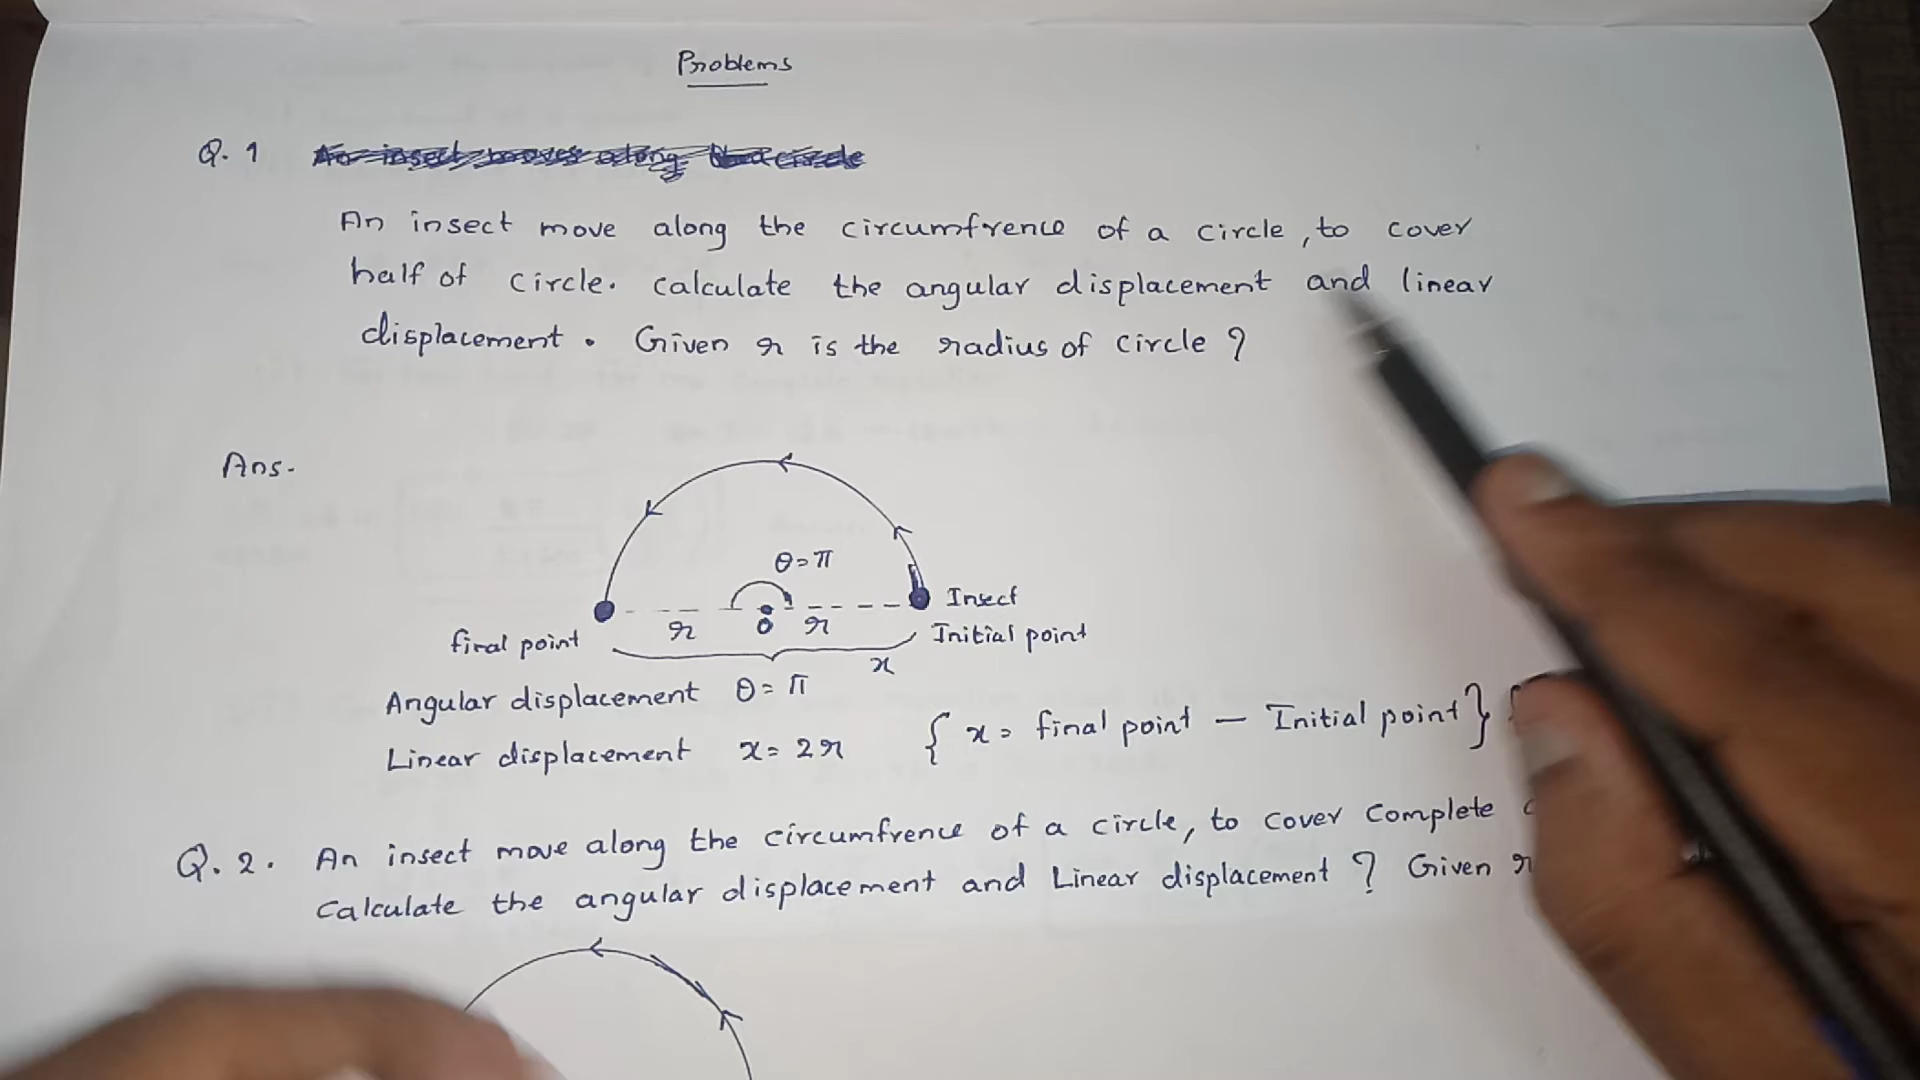 Problems
Q. 1
An insect move along the circumfrence of a circle, to cover
half of circle. calculate the angular displacement and linear
displacement. Given r is the radius of circle ?
Ans.
θ=π
Insect
r
O
r
final point
Initial point
x
Angular displacement θ= π
Linear displacement x= 2r { x= final point — Initial point }
Q. 2. An insect move along the circumfrence of a circle, to cover complete
calculate the angular displacement and Linear displacement ? Given r